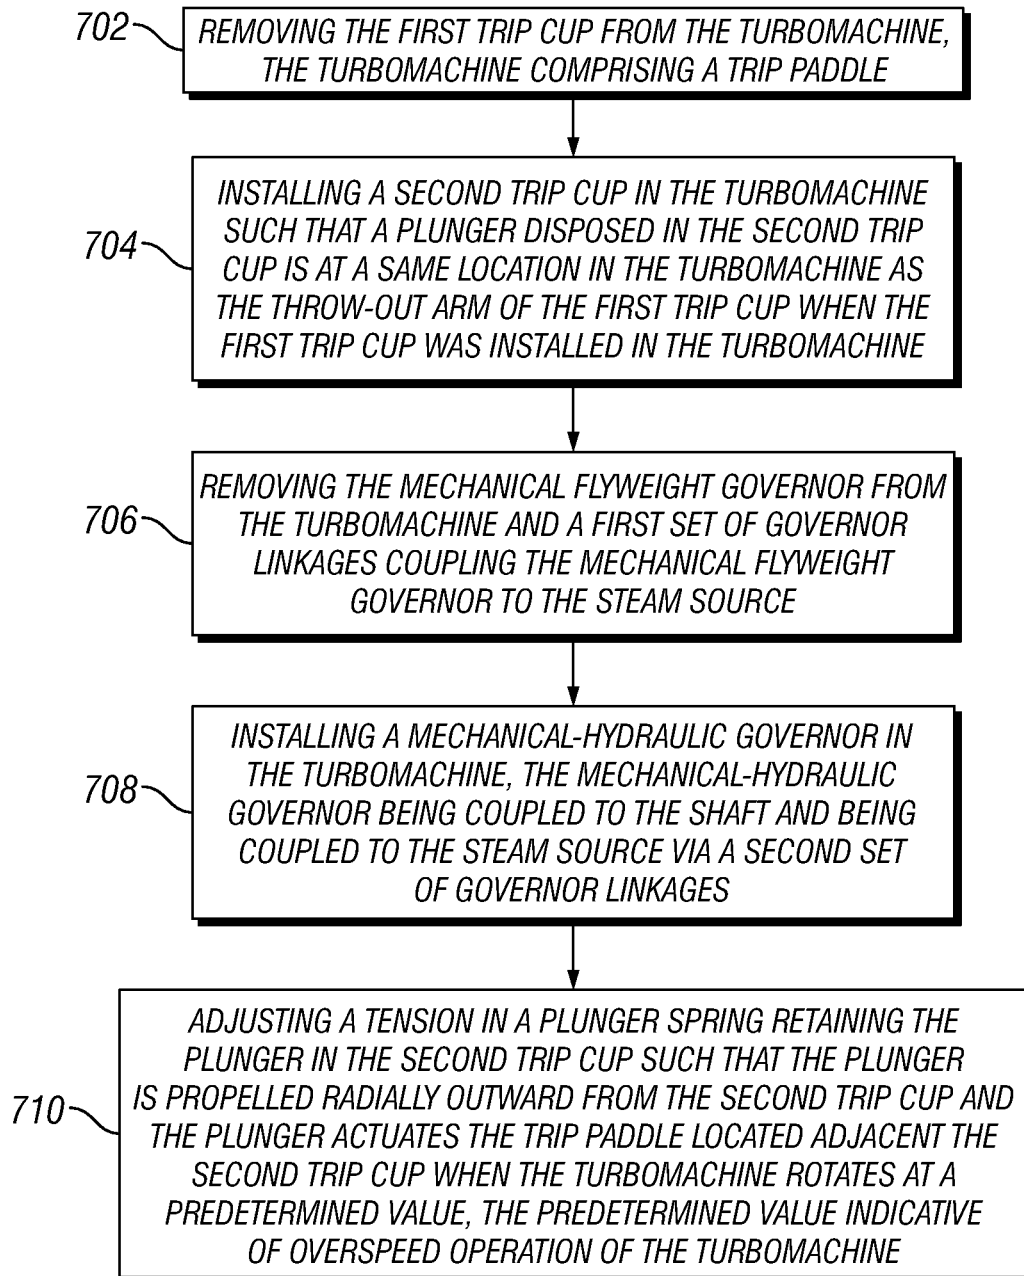 702
REMOVING THE FIRST TRIP CUP FROM THE TURBOMACHINE,
THE TURBOMACHINE COMPRISING A TRIP PADDLE
704
INSTALLING A SECOND TRIP CUP IN THE TURBOMACHINE
SUCH THAT A PLUNGER DISPOSED IN THE SECOND TRIP
CUP IS AT A SAME LOCATION IN THE TURBOMACHINE AS
THE THROW-OUT ARM OF THE FIRST TRIP CUP WHEN THE
FIRST TRIP CUP WAS INSTALLED IN THE TURBOMACHINE
706
REMOVING THE MECHANICAL FLYWEIGHT GOVERNOR FROM
THE TURBOMACHINE AND A FIRST SET OF GOVERNOR
LINKAGES COUPLING THE MECHANICAL FLYWEIGHT
GOVERNOR TO THE STEAM SOURCE
708
INSTALLING A MECHANICAL-HYDRAULIC GOVERNOR IN
THE TURBOMACHINE, THE MECHANICAL-HYDRAULIC
GOVERNOR BEING COUPLED TO THE SHAFT AND BEING
COUPLED TO THE STEAM SOURCE VIA A SECOND SET
OF GOVERNOR LINKAGES
710
ADJUSTING A TENSION IN A PLUNGER SPRING RETAINING THE
PLUNGER IN THE SECOND TRIP CUP SUCH THAT THE PLUNGER
IS PROPELLED RADIALLY OUTWARD FROM THE SECOND TRIP CUP AND
THE PLUNGER ACTUATES THE TRIP PADDLE LOCATED ADJACENT THE
SECOND TRIP CUP WHEN THE TURBOMACHINE ROTATES AT A
PREDETERMINED VALUE, THE PREDETERMINED VALUE INDICATIVE
OF OVERSPEED OPERATION OF THE TURBOMACHINE